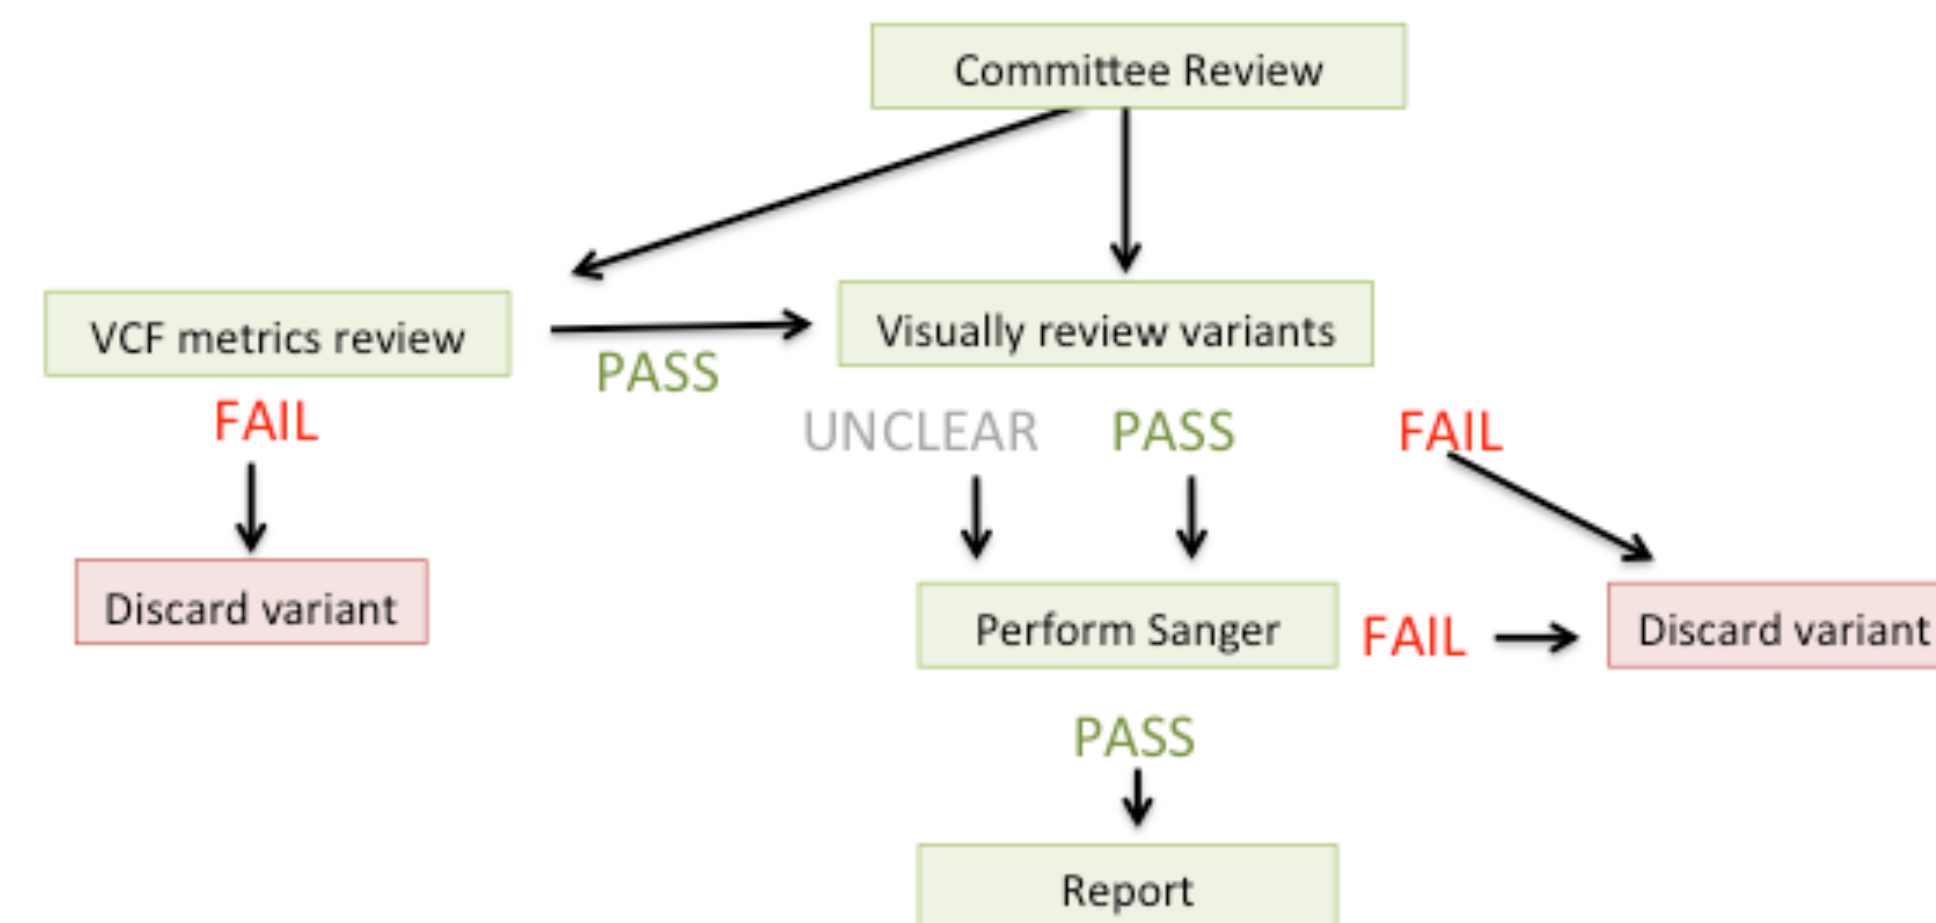 Committee Review
VCF metrics review
PASS
Visually review variants
FAIL
UNCLEAR
PASS
FAIL
Discard variant
Perform Sanger
FAIL
Discard variant
PASS
Report